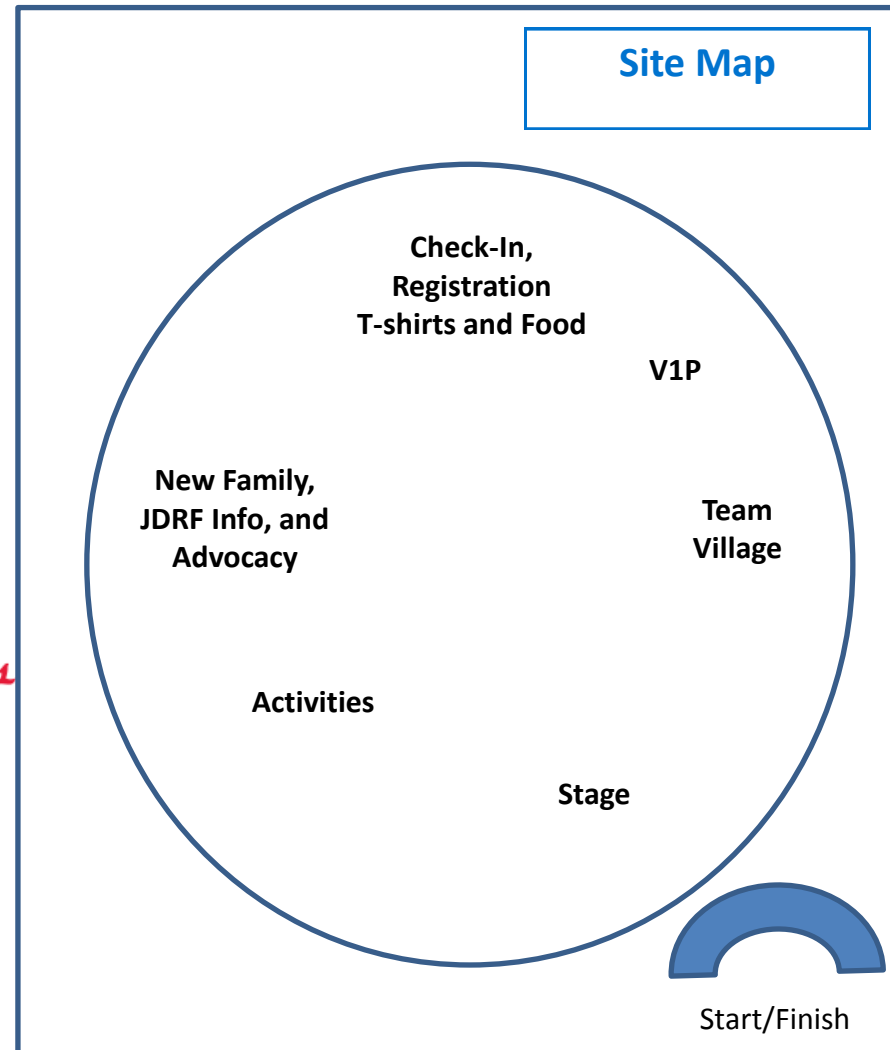 Site Map
Check-In,
Registration
T-shirts and Food
V1P
New Family,
JDRF Info, and
Advocacy
Team
Village
Activities
Stage
Start/Finish